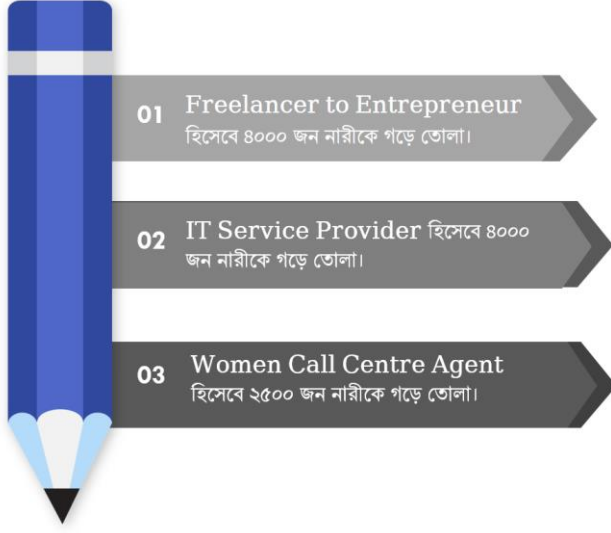 01
Freelancer to Entrepreneur
হিসেবে ৪০০০ জন নারীকে গড়ে তোলা।
02
IT Service Provider হিসেবে ৪০০০
জন নারীকে গড়ে তোলা।
03
Women Call Centre Agent
হিসেবে ২৫০০ জন নারীকে গড়ে তোলা।